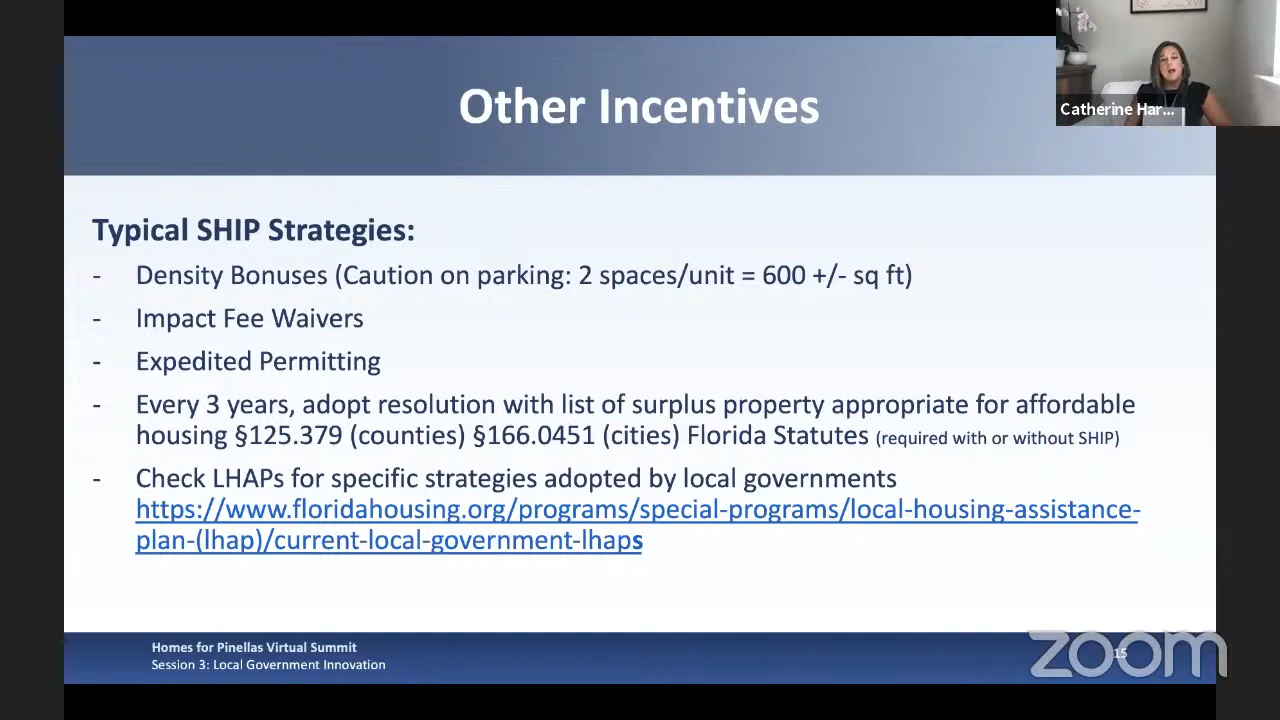 Other Incentives
Catherine Har...
Typical SHIP Strategies:
- Density Bonuses (Caution on parking: 2 spaces/unit = 600 +/- sq ft)
- Impact Fee Waivers
- Expedited Permitting
- Every 3 years, adopt resolution with list of surplus property appropriate for affordable
housing §125.379 (counties) §166.0451 (cities) Florida Statutes (required with or without SHIP)
- Check LHAPs for specific strategies adopted by local governments
https://www.floridahousing.org/programs/special-programs/local-housing-assistance-
plan-(lhap)/current-local-government-lhaps
Homes for Pinellas Virtual Summit
Session 3: Local Government Innovation
15
zoom